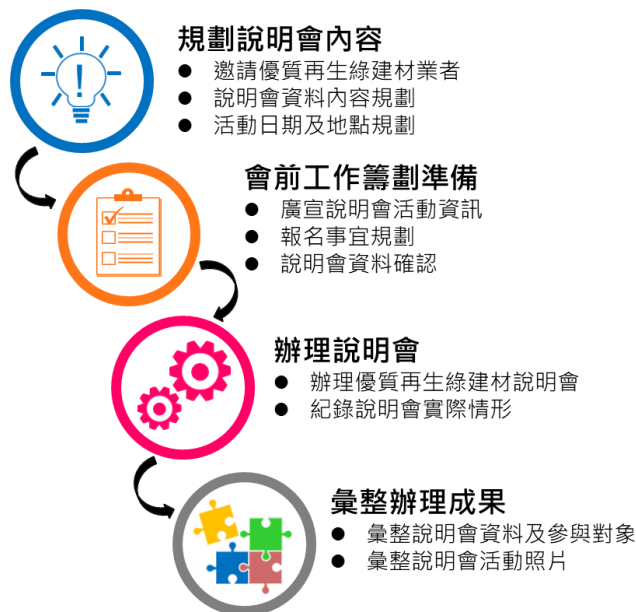 規劃說明會內容
● 邀請優質再生綠建材業者
● 說明會資料內容規劃
● 活動日期及地點規劃
會前工作籌劃準備
● 廣宣說明會活動資訊
● 報名事宜規劃
● 說明會資料確認
辦理說明會
● 辦理優質再生綠建材說明會
● 紀錄說明會實際情形
彙整辦理成果
● 彙整說明會資料及參與對象
● 彙整說明會活動照片